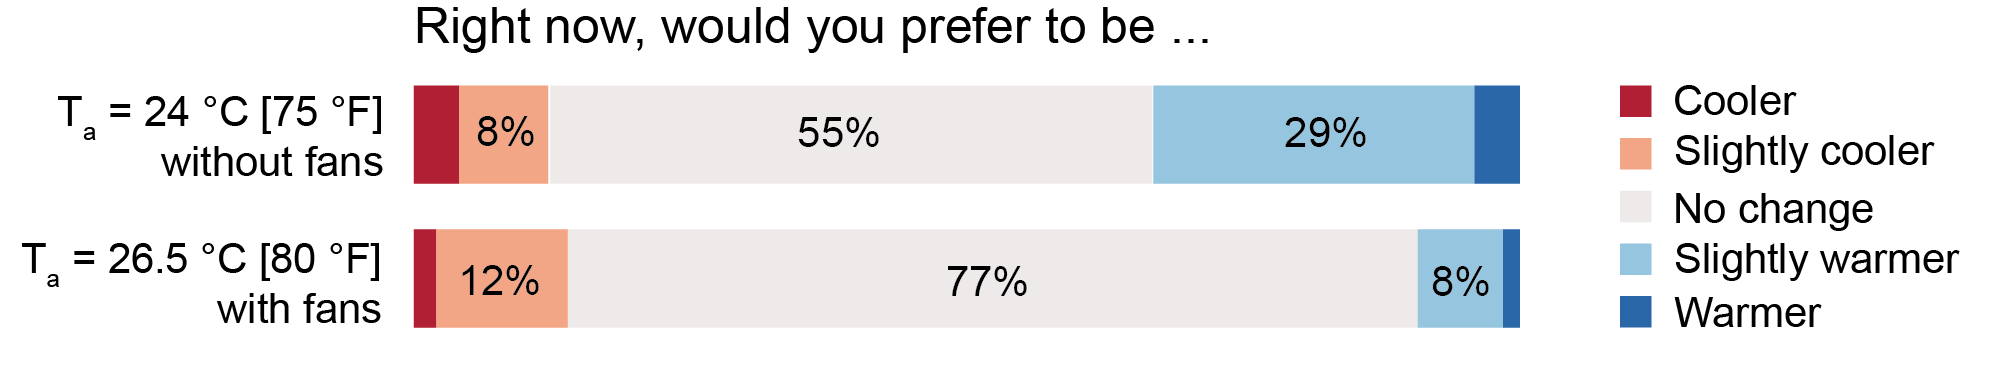 Right now, would you prefer to be ...
Ta = 24 °C [75 °F]
without fans
8%
55%
29%
Ta = 26.5 °C [80 °F]
with fans
12%
77%
8%
Cooler
Slightly cooler
No change
Slightly warmer
Warmer